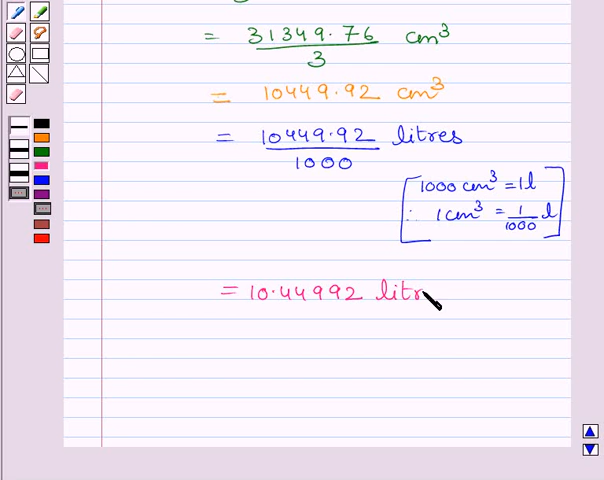 = 31349.76 cm³
3
= 10449.92 cm³
= 10449.92 litres
1000
1000 cm³ = 1l
∴ 1cm³ = 1/1000 l
= 10.44992 litr